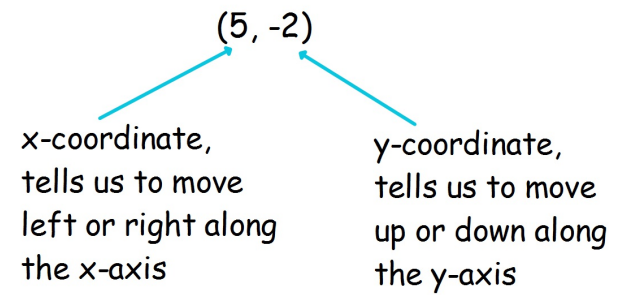 (5, -2)
x-coordinate,
tells us to move
left or right along
the x-axis
y-coordinate,
tells us to move
up or down along
the y-axis